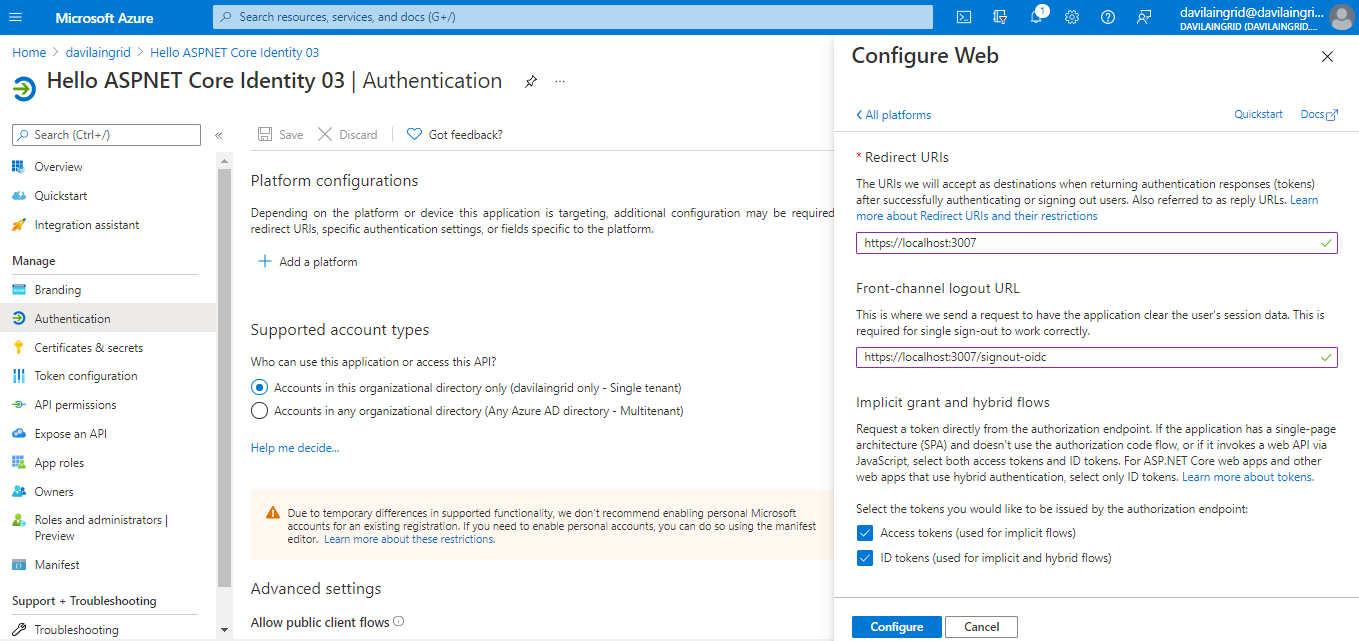 Microsoft Azure
Search resources, services, and docs (G+/)
1
davilaingrid@davilaingri...
DAVILAINGRID (DAVILAINGRID....
Home > davilaingrid > Hello ASPNET Core Identity 03
Hello ASPNET Core Identity 03 | Authentication
...
Search (Ctrl+/)
«
Overview
Quickstart
Integration assistant
Manage
Branding
Authentication
Certificates & secrets
Token configuration
API permissions
Expose an API
App roles
Owners
Roles and administrators |
Preview
Manifest
Support + Troubleshooting
Troubleshooting
Save
Discard
Got feedback?
Platform configurations
Depending on the platform or device this application is targeting, additional configuration may be required
redirect URIs, specific authentication settings, or fields specific to the platform.
Add a platform
Supported account types
Who can use this application or access this API?
Accounts in this organizational directory only (davilaingrid only - Single tenant)
Accounts in any organizational directory (Any Azure AD directory - Multitenant)
Help me decide...
Due to temporary differences in supported functionality, we don't recommend enabling personal Microsoft
accounts for an existing registration. If you need to enable personal accounts, you can do so using the manifest
editor. Learn more about these restrictions.
Advanced settings
Allow public client flows
Configure Web
All platforms
Quickstart
Docs
* Redirect URIs
The URIs we will accept as destinations when returning authentication responses (tokens)
after successfully authenticating or signing out users. Also referred to as reply URLs. Learn
more about Redirect URIs and their restrictions
https://localhost:3007
Front-channel logout URL
This is where we send a request to have the application clear the user's session data. This is
required for single sign-out to work correctly.
https://localhost:3007/signout-oidc
Implicit grant and hybrid flows
Request a token directly from the authorization endpoint. If the application has a single-page
architecture (SPA) and doesn't use the authorization code flow, or if it invokes a web API via
JavaScript, select both access tokens and ID tokens. For ASP.NET Core web apps and other
web apps that use hybrid authentication, select only ID tokens. Learn more about tokens.
Select the tokens you would like to be issued by the authorization endpoint:
Access tokens (used for implicit flows)
ID tokens (used for implicit and hybrid flows)
Configure
Cancel